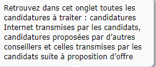 Retrouvez dans cet onglet toutes les
candidatures à traiter : candidatures
Internet transmises par les candidats,
candidatures proposées par d'autres
conseillers et celles transmises par les
candidats suite à proposition d'offre